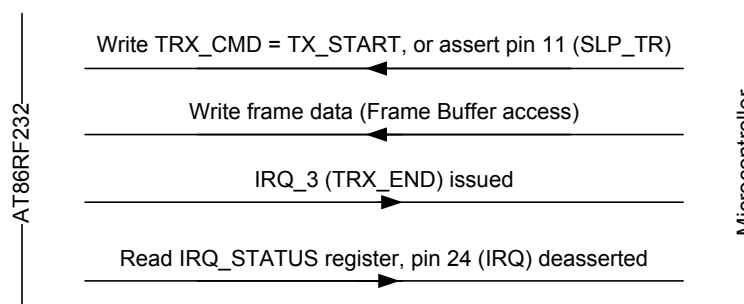 Write TRX_CMD = TX_START, or assert pin 11 (SLP_TR)
Write frame data (Frame Buffer access)
AT86RF232
IRQ_3 (TRX_END) issued
Read IRQ_STATUS register, pin 24 (IRQ) deasserted
Microcontroller